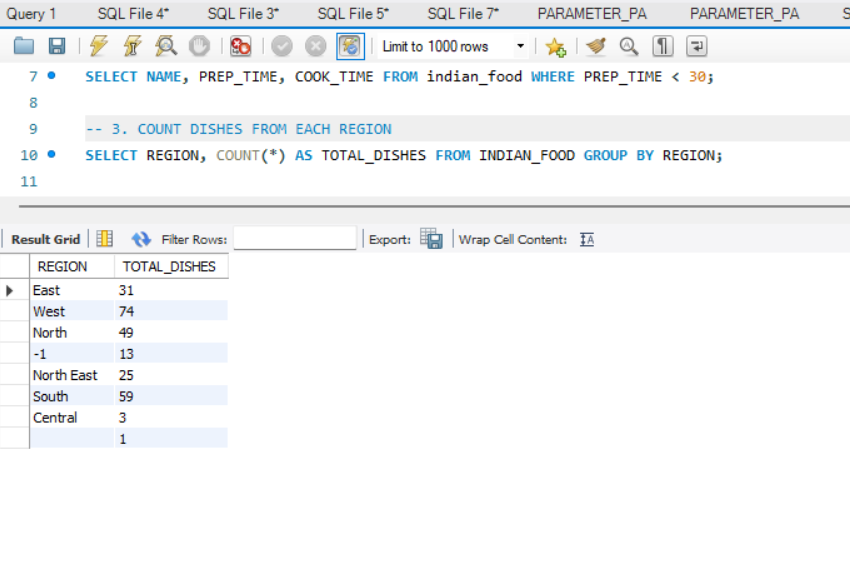 Query 1 SQL File 4* SQL File 3* SQL File 5* SQL File 7* PARAMETER_PA PARAMETER_PA S
Limit to 1000 rows
7 SELECT NAME, PREP_TIME, COOK_TIME FROM indian_food WHERE PREP_TIME < 30;
8
9 -- 3. COUNT DISHES FROM EACH REGION
10 SELECT REGION, COUNT(*) AS TOTAL_DISHES FROM INDIAN_FOOD GROUP BY REGION;
11
Result Grid Filter Rows: Export: Wrap Cell Content: IA
REGION TOTAL_DISHES
East 31
West 74
North 49
-1 13
North East 25
South 59
Central 3
1